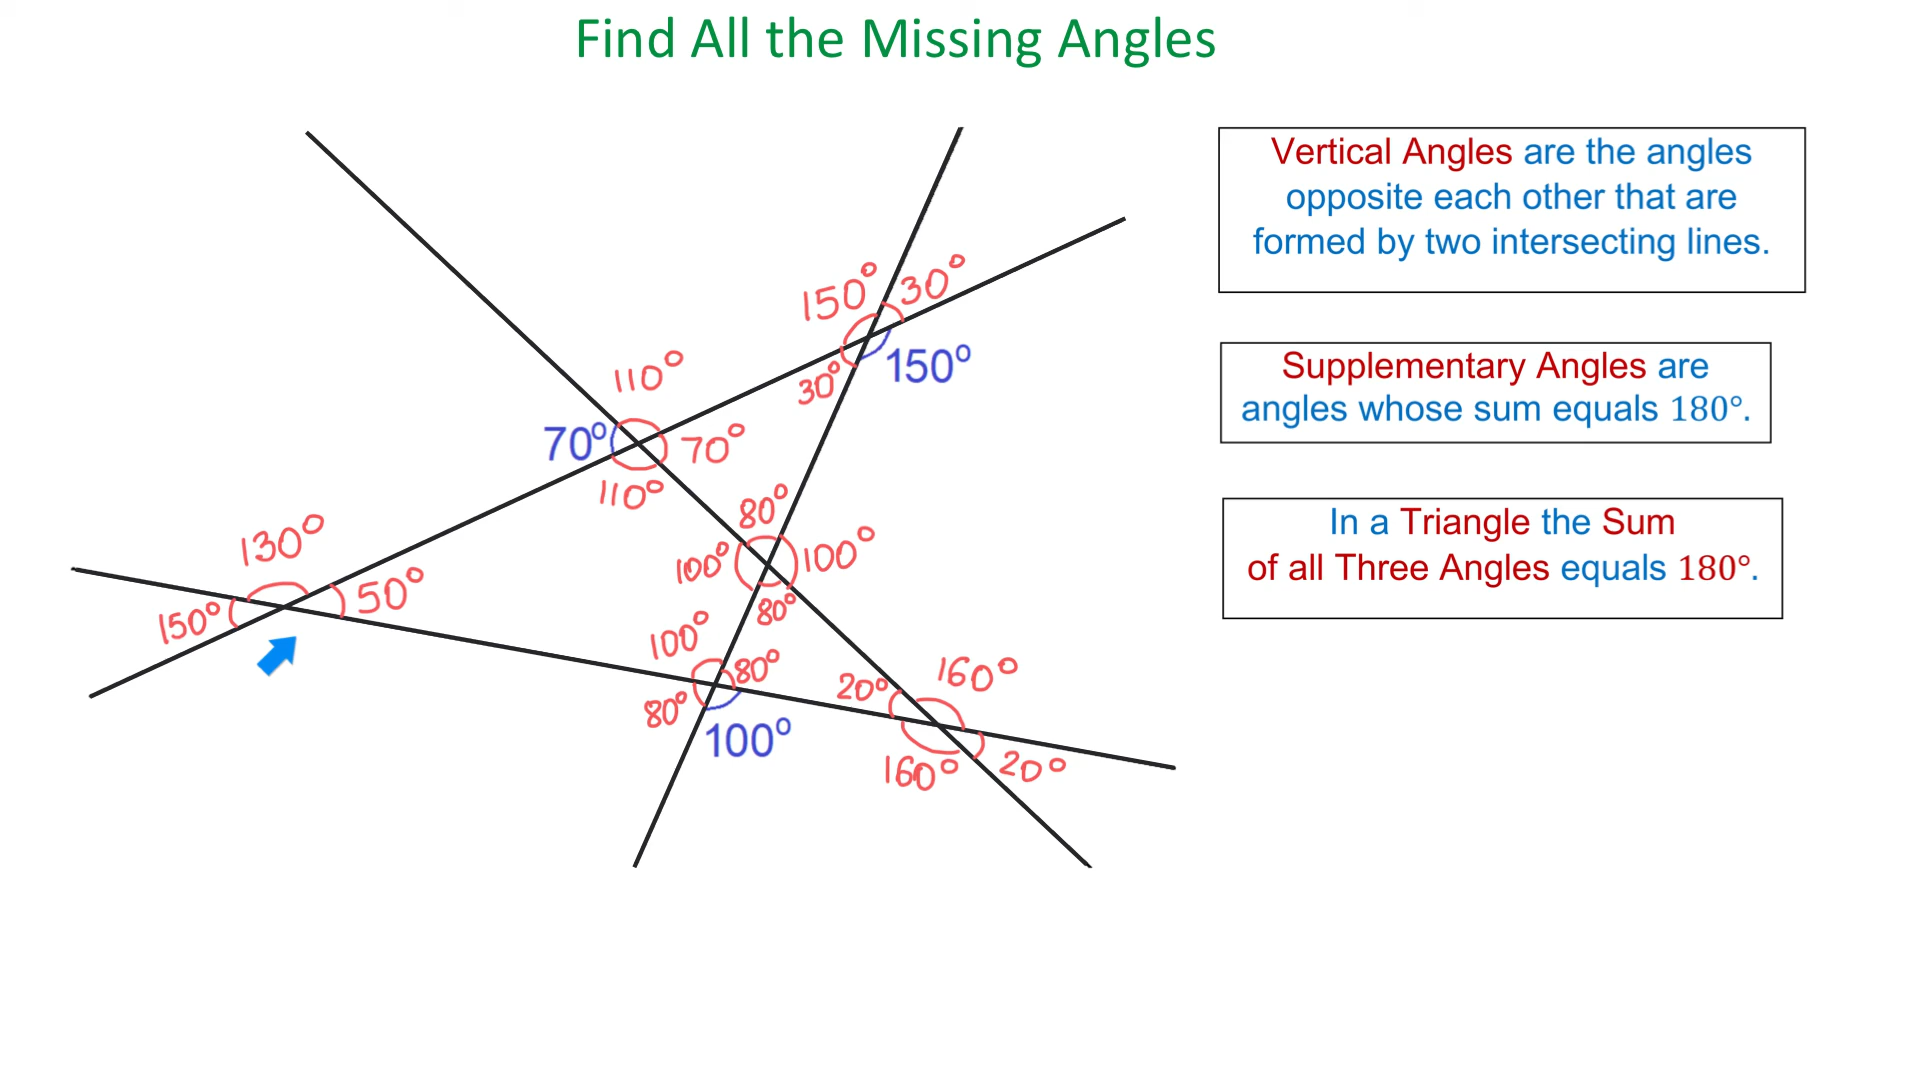 Find All the Missing Angles
Vertical Angles are the angles
opposite each other that are
formed by two intersecting lines.
Supplementary Angles are
angles whose sum equals 180°.
In a Triangle the Sum
of all Three Angles equals 180°.
150° 30°
30° 150°
110°
70° 70°
110°
80°
100° 100°
80°
130°
150° 50°
100°
80° 80°
100°
160°
20°
160° 20°